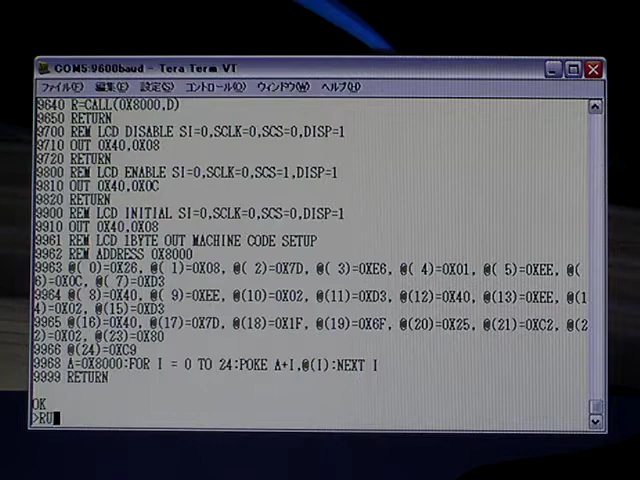 COM5:9600baud - Tera Term VT
ファイル(F) 編集(E) 設定(S) コントロール(O) ウィンドウ(W) ヘルプ(H)
9640 R=CALL(0X8000,D)
9650 RETURN
9700 REM LCD DISABLE SI=0,SCLK=0,SCS=0,DISP=1
9710 OUT 0X40,0X08
9720 RETURN
9800 REM LCD ENABLE SI=0,SCLK=0,SCS=1,DISP=1
9810 OUT 0X40,0X0C
9820 RETURN
9900 REM LCD INITIAL SI=0,SCLK=0,SCS=0,DISP=1
9910 OUT 0X40,0X08
9961 REM LCD 1BYTE OUT MACHINE CODE SETUP
9962 REM ADDRESS 0X8000
9963 @( 0)=0X26, @( 1)=0X08, @( 2)=0X7D, @( 3)=0XE6, @( 4)=0X01, @( 5)=0XEE, @(
6)=0X0C, @( 7)=0XD3
9964 @( 8)=0X40, @( 9)=0XEE, @(10)=0X02, @(11)=0XD3, @(12)=0X40, @(13)=0XEE, @(1
4)=0X02, @(15)=0XD3
9965 @(16)=0X40, @(17)=0X7D, @(18)=0X1F, @(19)=0X6F, @(20)=0X25, @(21)=0XC2, @(2
2)=0X02, @(23)=0X80
9966 @(24)=0XC9
9968 A=0X8000:FOR I = 0 TO 24:POKE A+I,@(I):NEXT I
9999 RETURN
OK
>RU